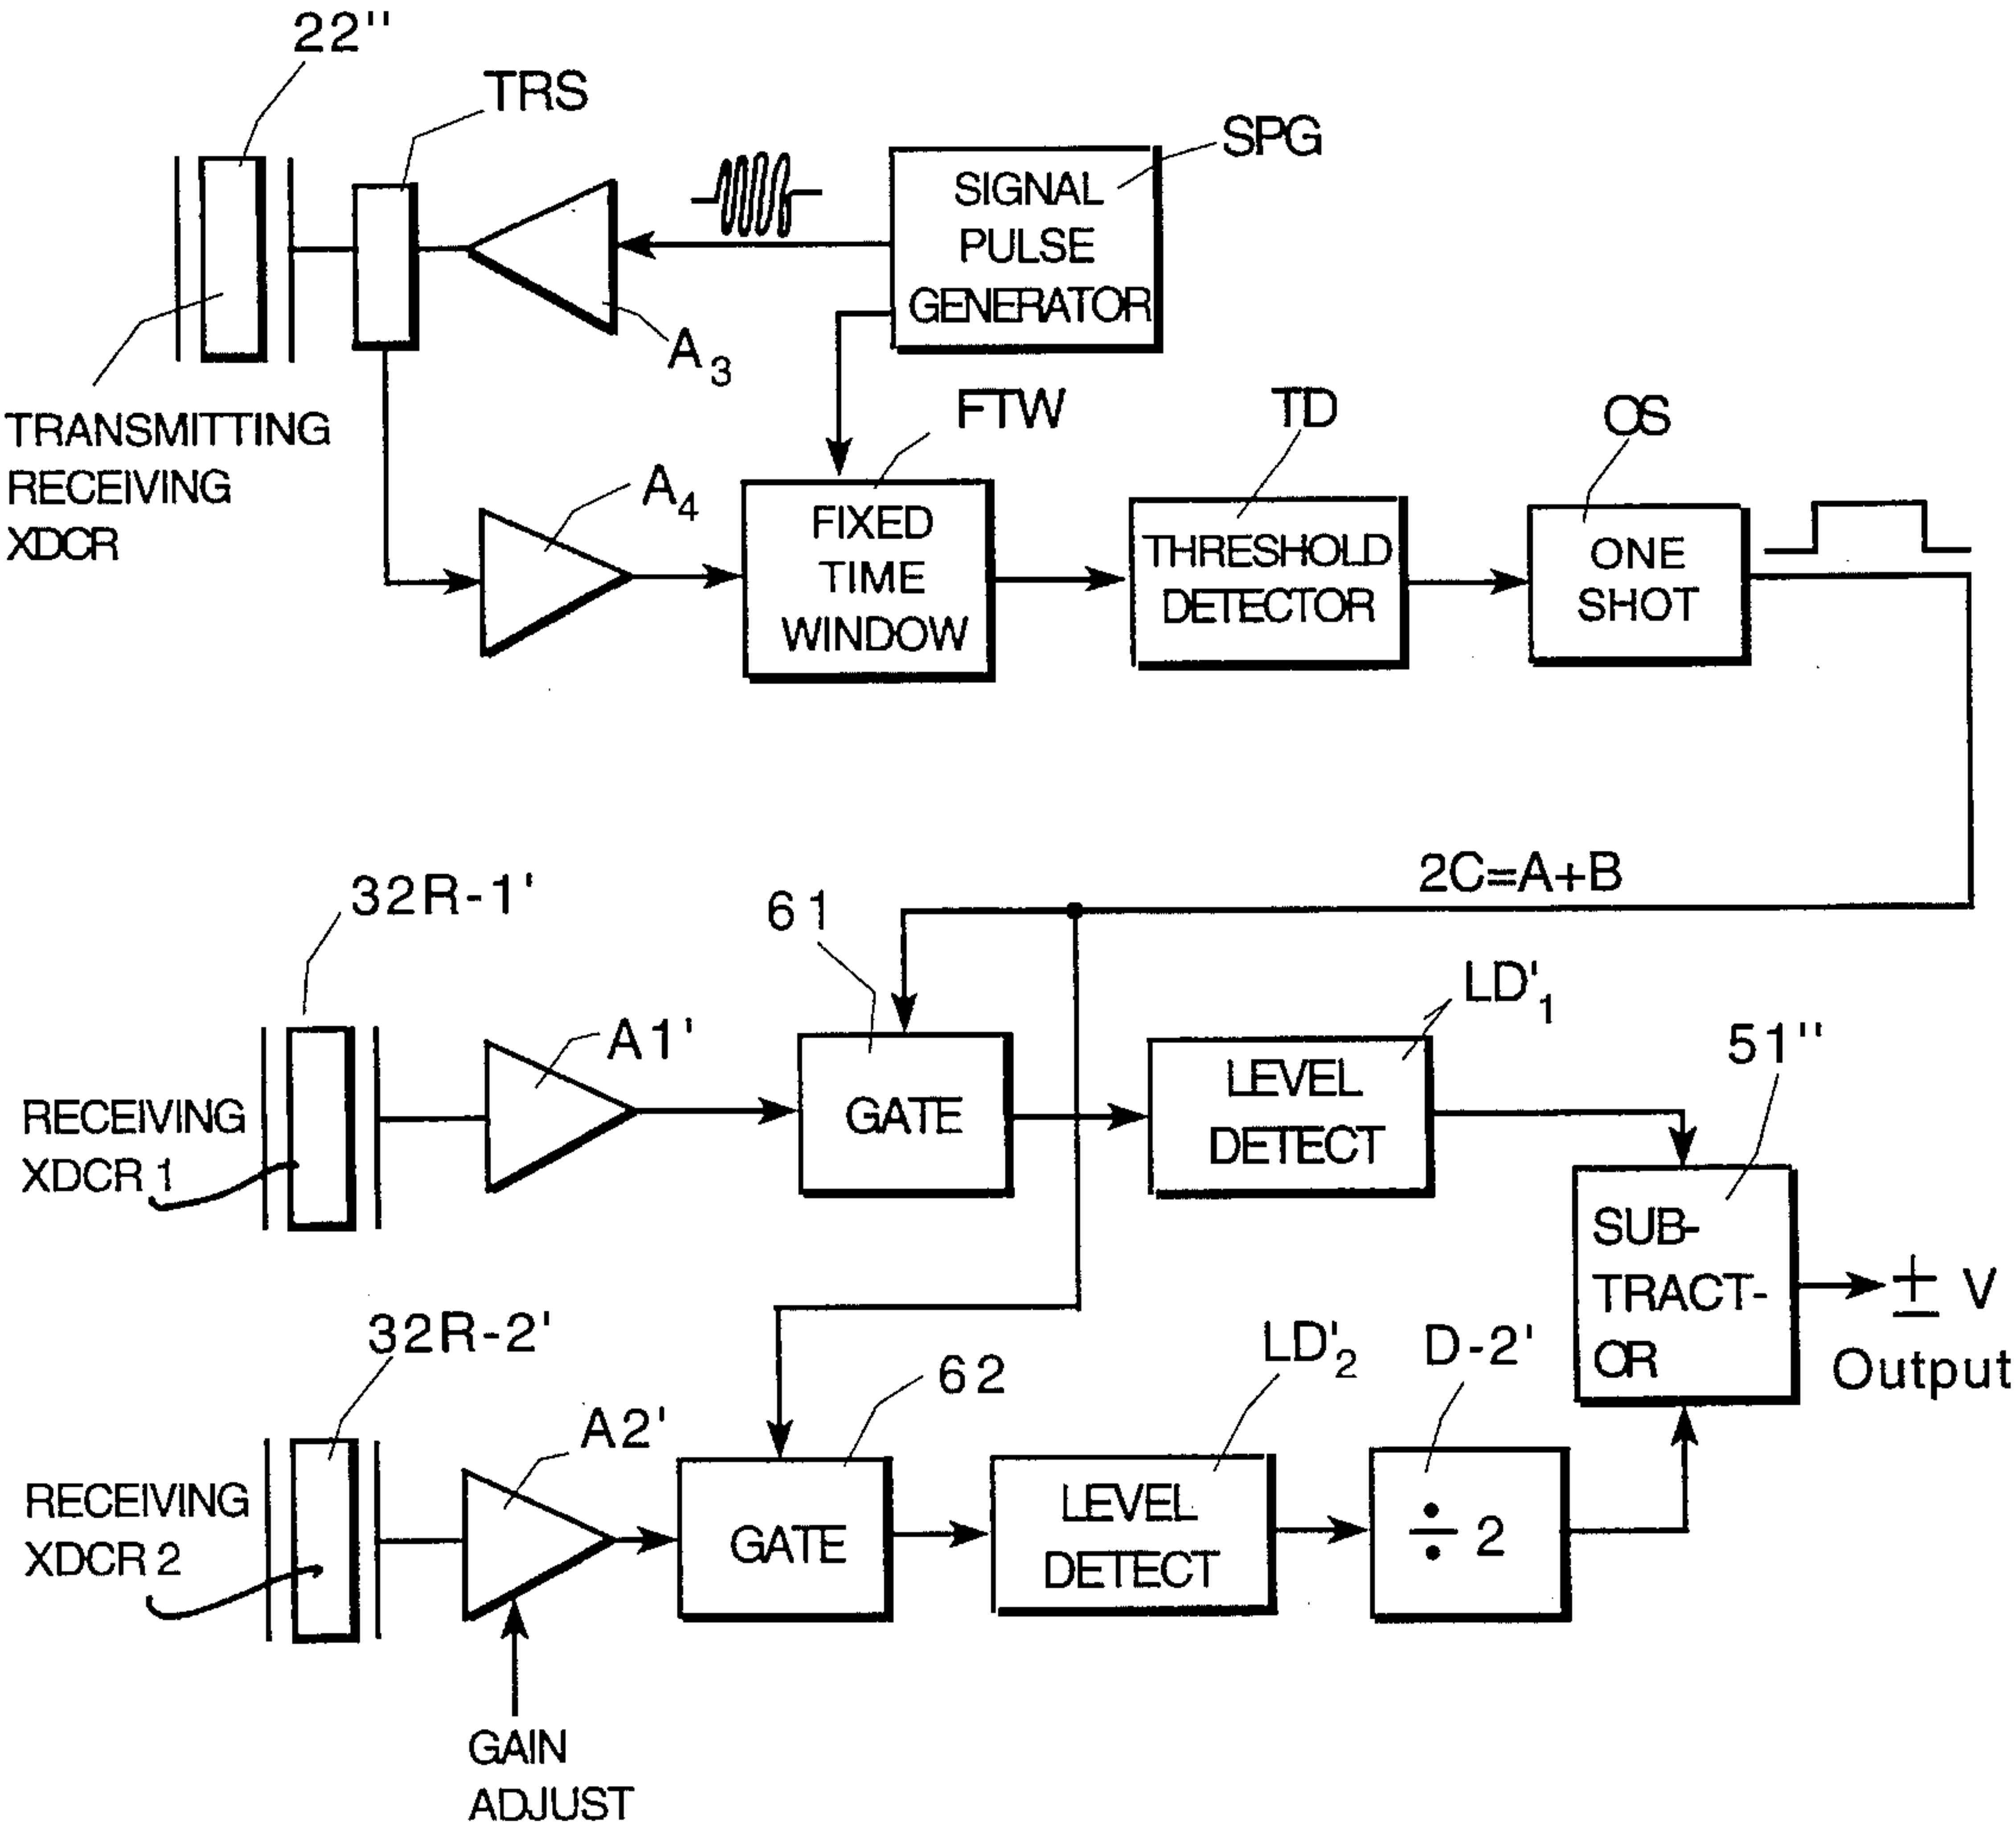 22"
TRS
SPG
SIGNAL
PULSE
GENERATOR
A3
TRANSMITTING
RECEIVING
XDCR
FTW
TD
OS
A4
FIXED
TIME
WINDOW
THRESHOLD
DETECTOR
ONE
SHOT
2C=A+B
32R-1'
61
LD'1
A1'
51"
RECEIVING
XDCR 1
GATE
LEVEL
DETECT
SUB-
TRACT-
OR
± V
Output
32R-2'
62
LD'2
D-2'
A2'
RECEIVING
XDCR 2
GATE
LEVEL
DETECT
÷ 2
GAIN
ADJUST